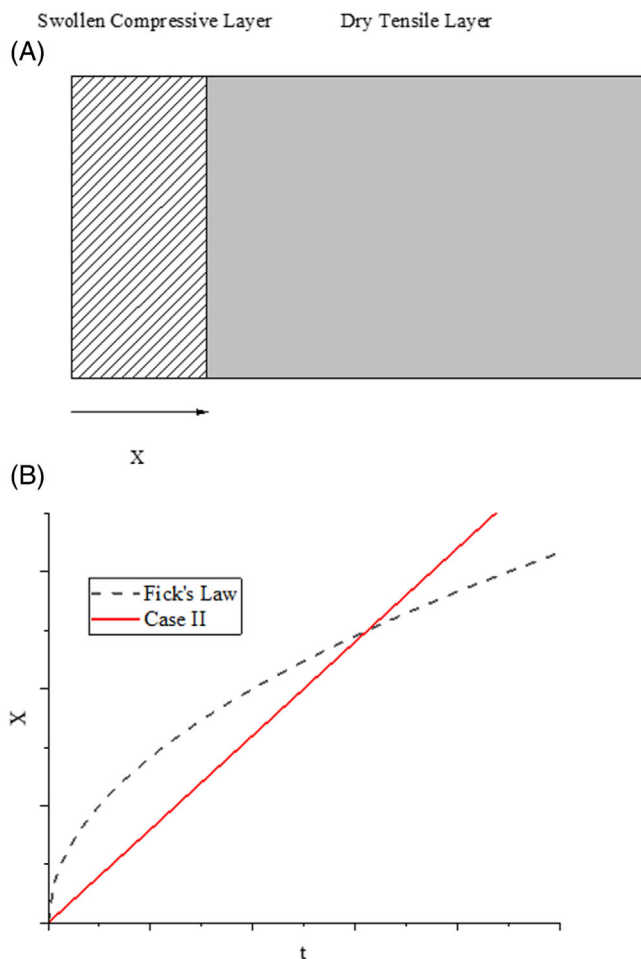 Swollen Compressive Layer Dry Tensile Layer
(A)
X
(B)
Fick's Law
Case II
X
t